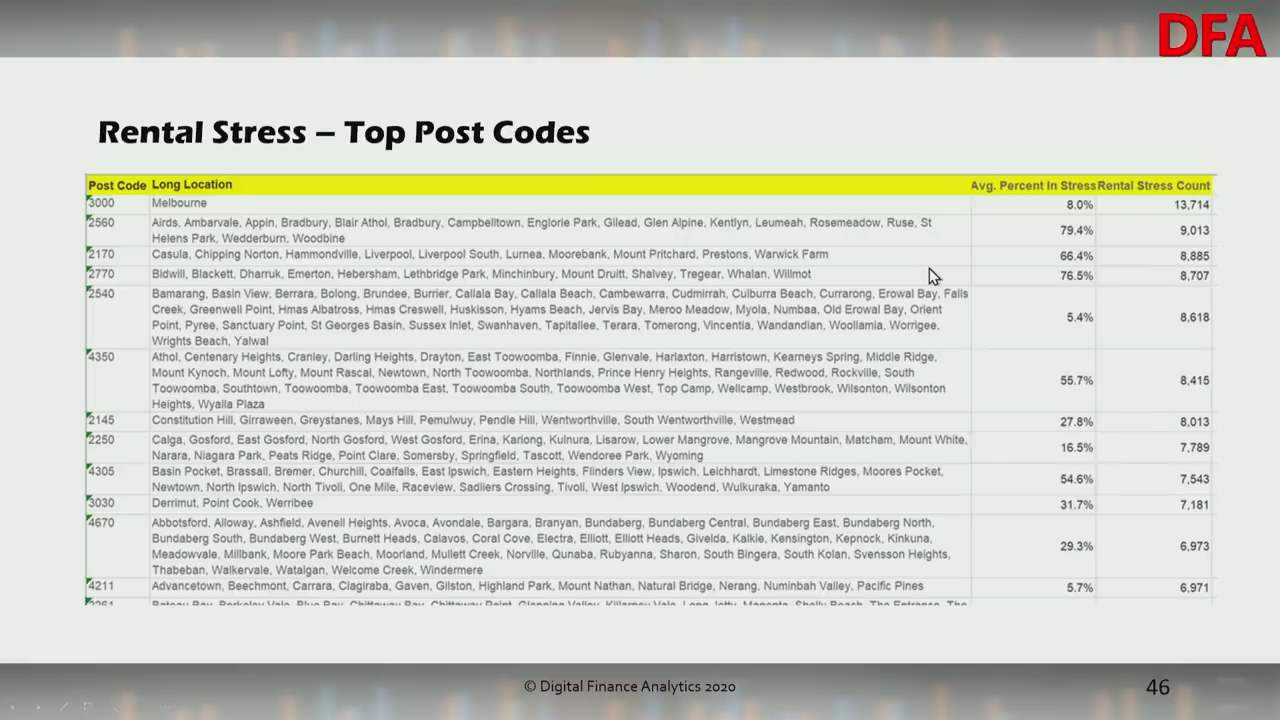 DFA
Rental Stress – Top Post Codes
Post Code Long Location Avg. Percent In Stress Rental Stress Count
3000 Melbourne 8.0% 13,714
2560 Airds, Ambarvale, Appin, Bradbury, Blair Athol, Bradbury, Campbelltown, Englorie Park, Gilead, Glen Alpine, Kentlyn, Leumeah, Rosemeadow, Ruse, St
Helens Park, Wedderburn, Woodbine 79.4% 9,013
2170 Casula, Chipping Norton, Hammondville, Liverpool, Liverpool South, Lurnea, Moorebank, Mount Pritchard, Prestons, Warwick Farm 66.4% 8,885
2770 Bidwill, Blackett, Dharruk, Emerton, Hebersham, Lethbridge Park, Minchinbury, Mount Druitt, Shalvey, Tregear, Whalan, Willmot 76.5% 8,707
2540 Bamarang, Basin View, Berrara, Bolong, Brundee, Burrier, Callala Bay, Callala Beach, Cambewarra, Cudmirrah, Culburra Beach, Currarong, Erowal Bay, Falls
Creek, Greenwell Point, Hmas Albatross, Hmas Creswell, Huskisson, Hyams Beach, Jervis Bay, Meroo Meadow, Myola, Numbaa, Old Erowal Bay, Orient
Point, Pyree, Sanctuary Point, St Georges Basin, Sussex Inlet, Swanhaven, Tapitallee, Terara, Tomerong, Vincentia, Wandandian, Woollamia, Worrigee,
Wrights Beach, Yalwal 5.4% 8,618
4350 Athol, Centenary Heights, Cranley, Darling Heights, Drayton, East Toowoomba, Finnie, Glenvale, Harlaxton, Harristown, Kearneys Spring, Middle Ridge,
Mount Kynoch, Mount Lofty, Mount Rascal, Newtown, North Toowoomba, Northlands, Prince Henry Heights, Rangeville, Redwood, Rockville, South
Toowoomba, Southtown, Toowoomba, Toowoomba East, Toowoomba South, Toowoomba West, Top Camp, Wellcamp, Westbrook, Wilsonton, Wilsonton
Heights, Wyalla Plaza 55.7% 8,415
2145 Constitution Hill, Girraween, Greystanes, Mays Hill, Pemulwuy, Pendle Hill, Wentworthville, South Wentworthville, Westmead 27.8% 8,013
2250 Calga, Gosford, East Gosford, North Gosford, West Gosford, Erina, Kariong, Kulnura, Lisarow, Lower Mangrove, Mangrove Mountain, Matcham, Mount White,
Narara, Niagara Park, Peats Ridge, Point Clare, Somersby, Springfield, Tascott, Wendoree Park, Wyoming 16.5% 7,789
4305 Basin Pocket, Brassall, Bremer, Churchill, Coalfalls, East Ipswich, Eastern Heights, Flinders View, Ipswich, Leichhardt, Limestone Ridges, Moores Pocket,
Newtown, North Ipswich, North Tivoli, One Mile, Raceview, Sadliers Crossing, Tivoli, West Ipswich, Woodend, Wulkuraka, Yamanto 54.6% 7,543
3030 Derrimut, Point Cook, Werribee 31.7% 7,181
4670 Abbotsford, Alloway, Ashfield, Avenell Heights, Avoca, Avondale, Bargara, Branyan, Bundaberg, Bundaberg Central, Bundaberg East, Bundaberg North,
Bundaberg South, Bundaberg West, Burnett Heads, Calavos, Coral Cove, Electra, Elliott, Elliott Heads, Givelda, Kalkie, Kensington, Kepnock, Kinkuna,
Meadowvale, Millbank, Moore Park Beach, Moorland, Mullett Creek, Norville, Qunaba, Rubyanna, Sharon, South Bingera, South Kolan, Svensson Heights,
Thabeban, Walkervale, Watalgan, Welcome Creek, Windermere 29.3% 6,973
4211 Advancetown, Beechmont, Carrara, Clagiraba, Gaven, Gilston, Highland Park, Mount Nathan, Natural Bridge, Nerang, Numinbah Valley, Pacific Pines 5.7% 6,971
© Digital Finance Analytics 2020
46